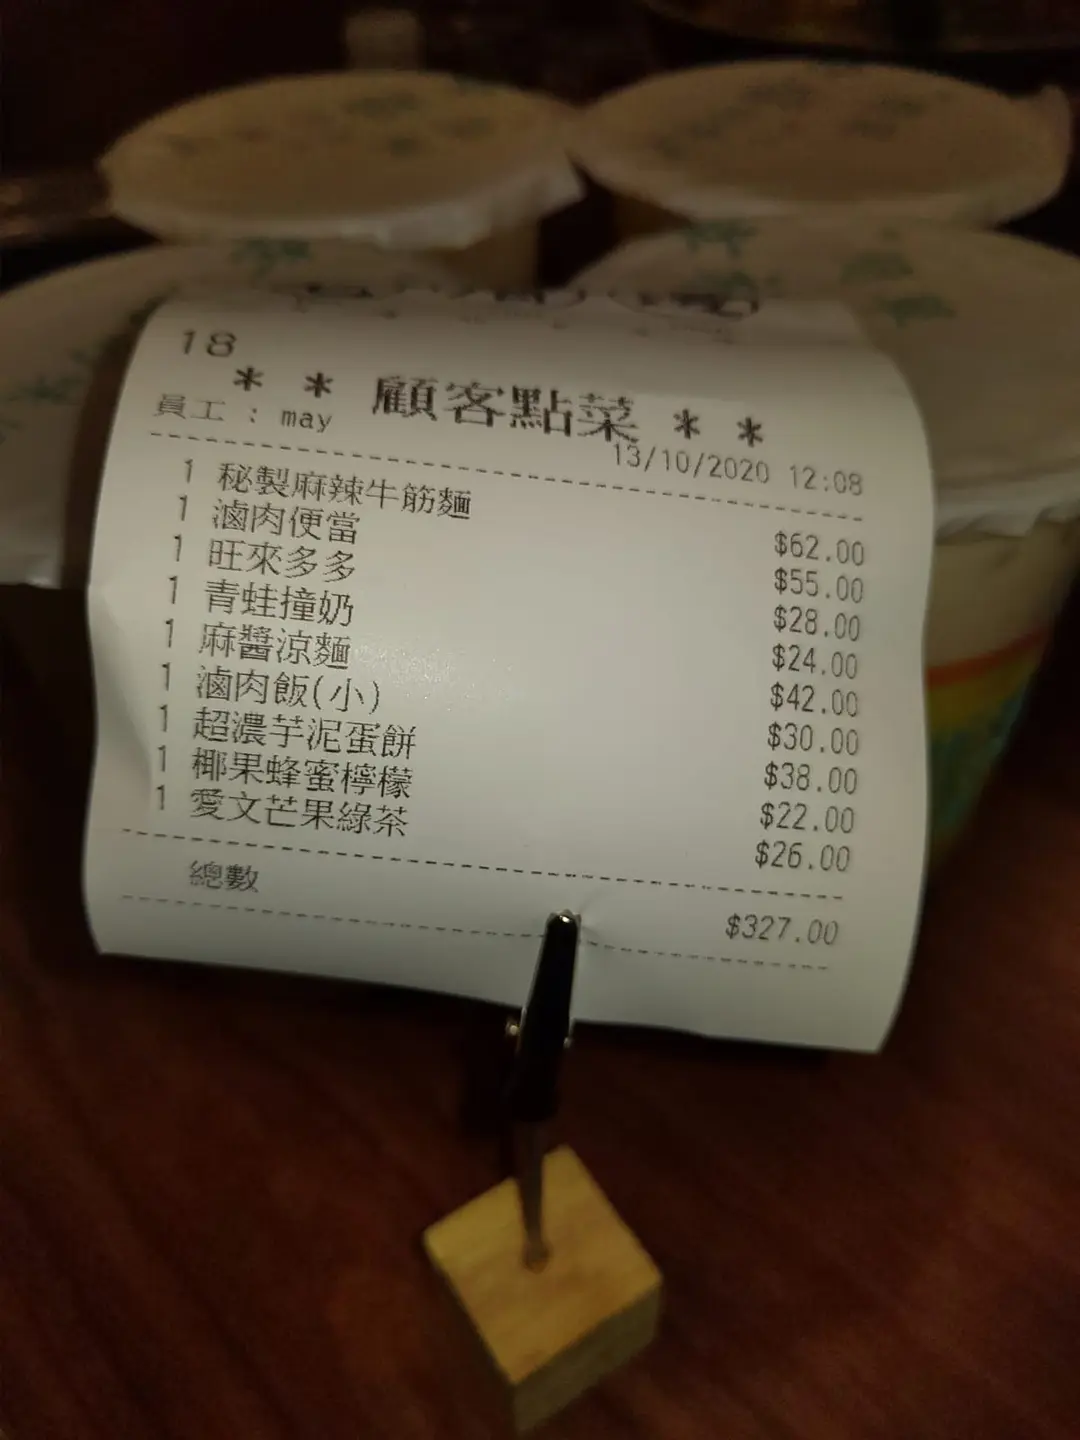 18
** 顧客點菜 **
員工 : may
13/10/2020 12:08
1 秘製麻辣牛筋麵 $62.00
1 滷肉便當 $55.00
1 旺來多多 $28.00
1 青蛙撞奶 $24.00
1 麻醬涼麵 $42.00
1 滷肉飯(小) $30.00
1 超濃芋泥蛋餅 $38.00
1 椰果蜂蜜檸檬 $22.00
1 愛文芒果綠茶 $26.00
總數 $327.00